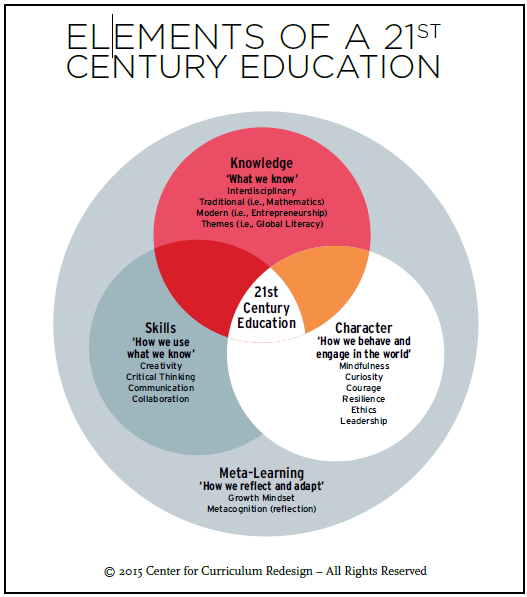 ELEMENTS OF A 21ST
CENTURY EDUCATION
Knowledge
‘What we know’
Interdisciplinary
Traditional (i.e., Mathematics)
Modern (i.e., Entrepreneurship)
Themes (i.e., Global Literacy)
21st
Century
Education
Skills
‘How we use
what we know’
Creativity
Critical Thinking
Communication
Collaboration
Character
‘How we behave and
engage in the world’
Mindfulness
Curiosity
Courage
Resilience
Ethics
Leadership
Meta-Learning
‘How we reflect and adapt’
Growth Mindset
Metacognition (reflection)
© 2015 Center for Curriculum Redesign – All Rights Reserved